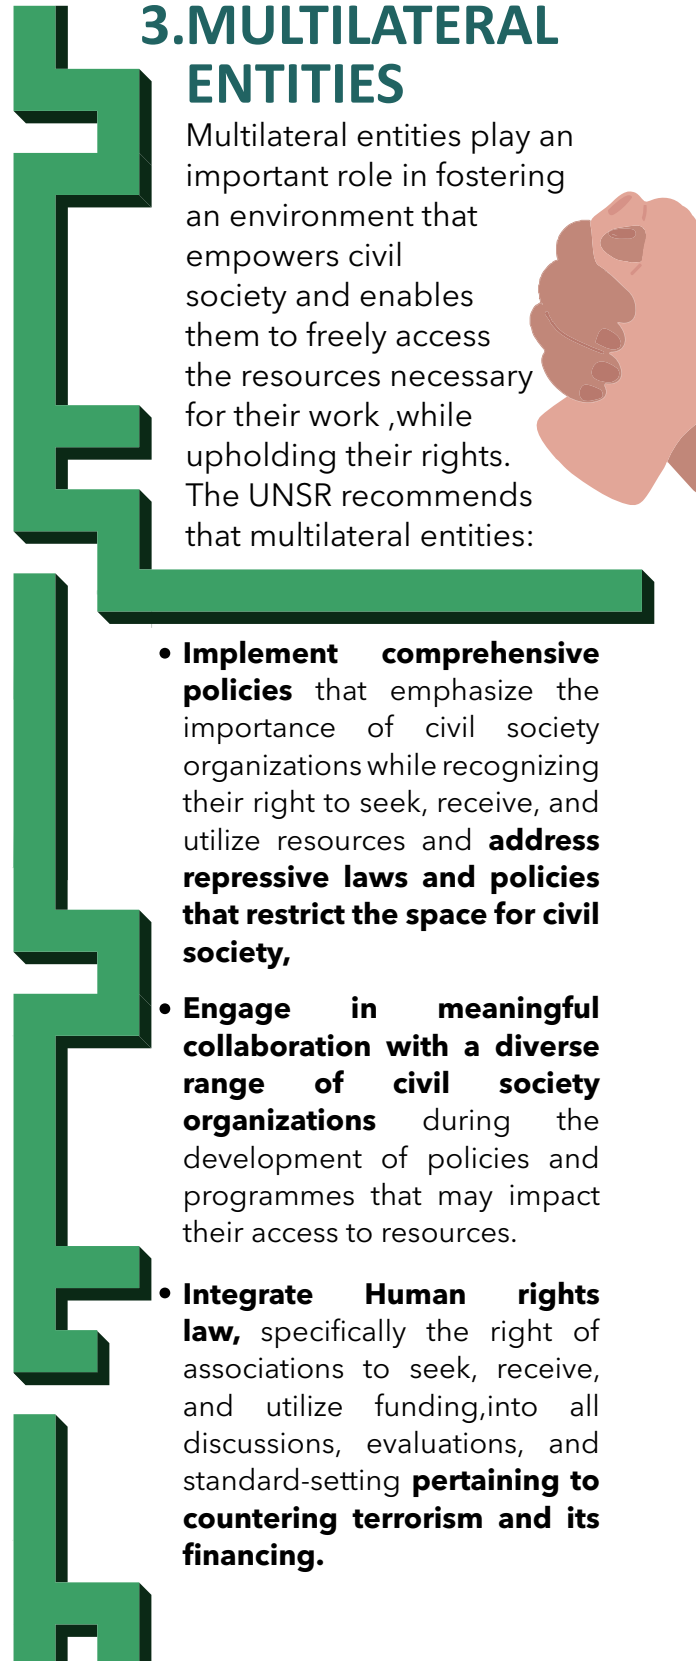 3.MULTILATERAL
ENTITIES
Multilateral entities play an
important role in fostering
an environment that
empowers civil
society and enables
them to freely access
the resources necessary
for their work ,while
upholding their rights.
The UNSR recommends
that multilateral entities:
• Implement comprehensive
policies that emphasize the
importance of civil society
organizations while recognizing
their right to seek, receive, and
utilize resources and address
repressive laws and policies
that restrict the space for civil
society,
• Engage in meaningful
collaboration with a diverse
range of civil society
organizations during the
development of policies and
programmes that may impact
their access to resources.
• Integrate Human rights
law, specifically the right of
associations to seek, receive,
and utilize funding,into all
discussions, evaluations, and
standard-setting pertaining to
countering terrorism and its
financing.